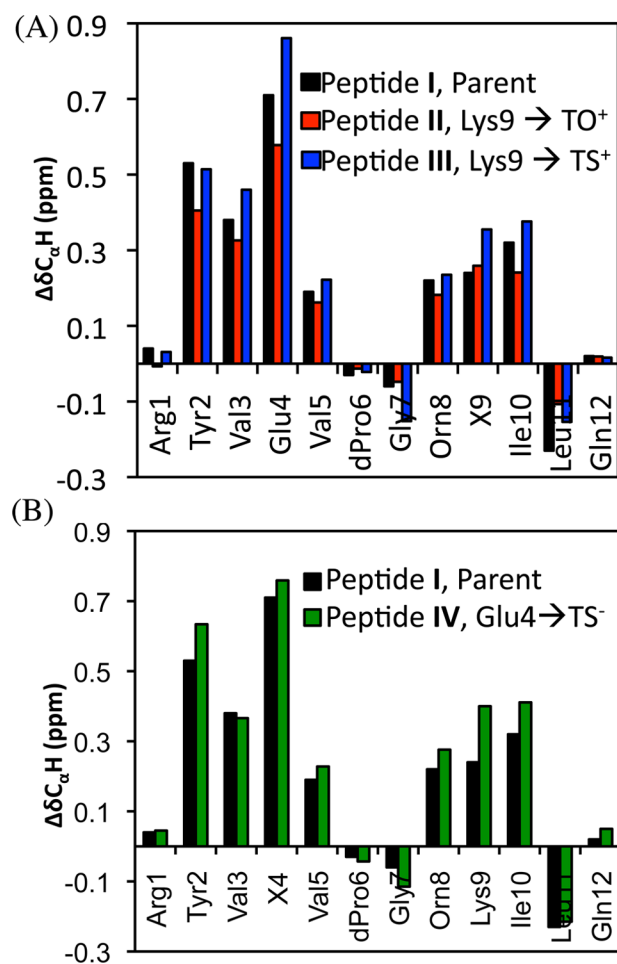 (A)
0.9
0.7
0.5
0.3
0.1
-0.1
-0.3
ΔδCαH (ppm)
Peptide I, Parent
Peptide II, Lys9 → TO⁺
Peptide III, Lys9 → TS⁺
Arg1
Tyr2
Val3
Glu4
Val5
dPro6
Gly7
Orn8
X9
Ile10
Gln12
(B)
0.9
0.7
0.5
0.3
0.1
-0.1
-0.3
ΔδCαH (ppm)
Peptide I, Parent
Peptide IV, Glu4→TS⁻
Arg1
Tyr2
Val3
X4
Val5
dPro6
Gly7
Orn8
Lys9
Ile10
Gln12